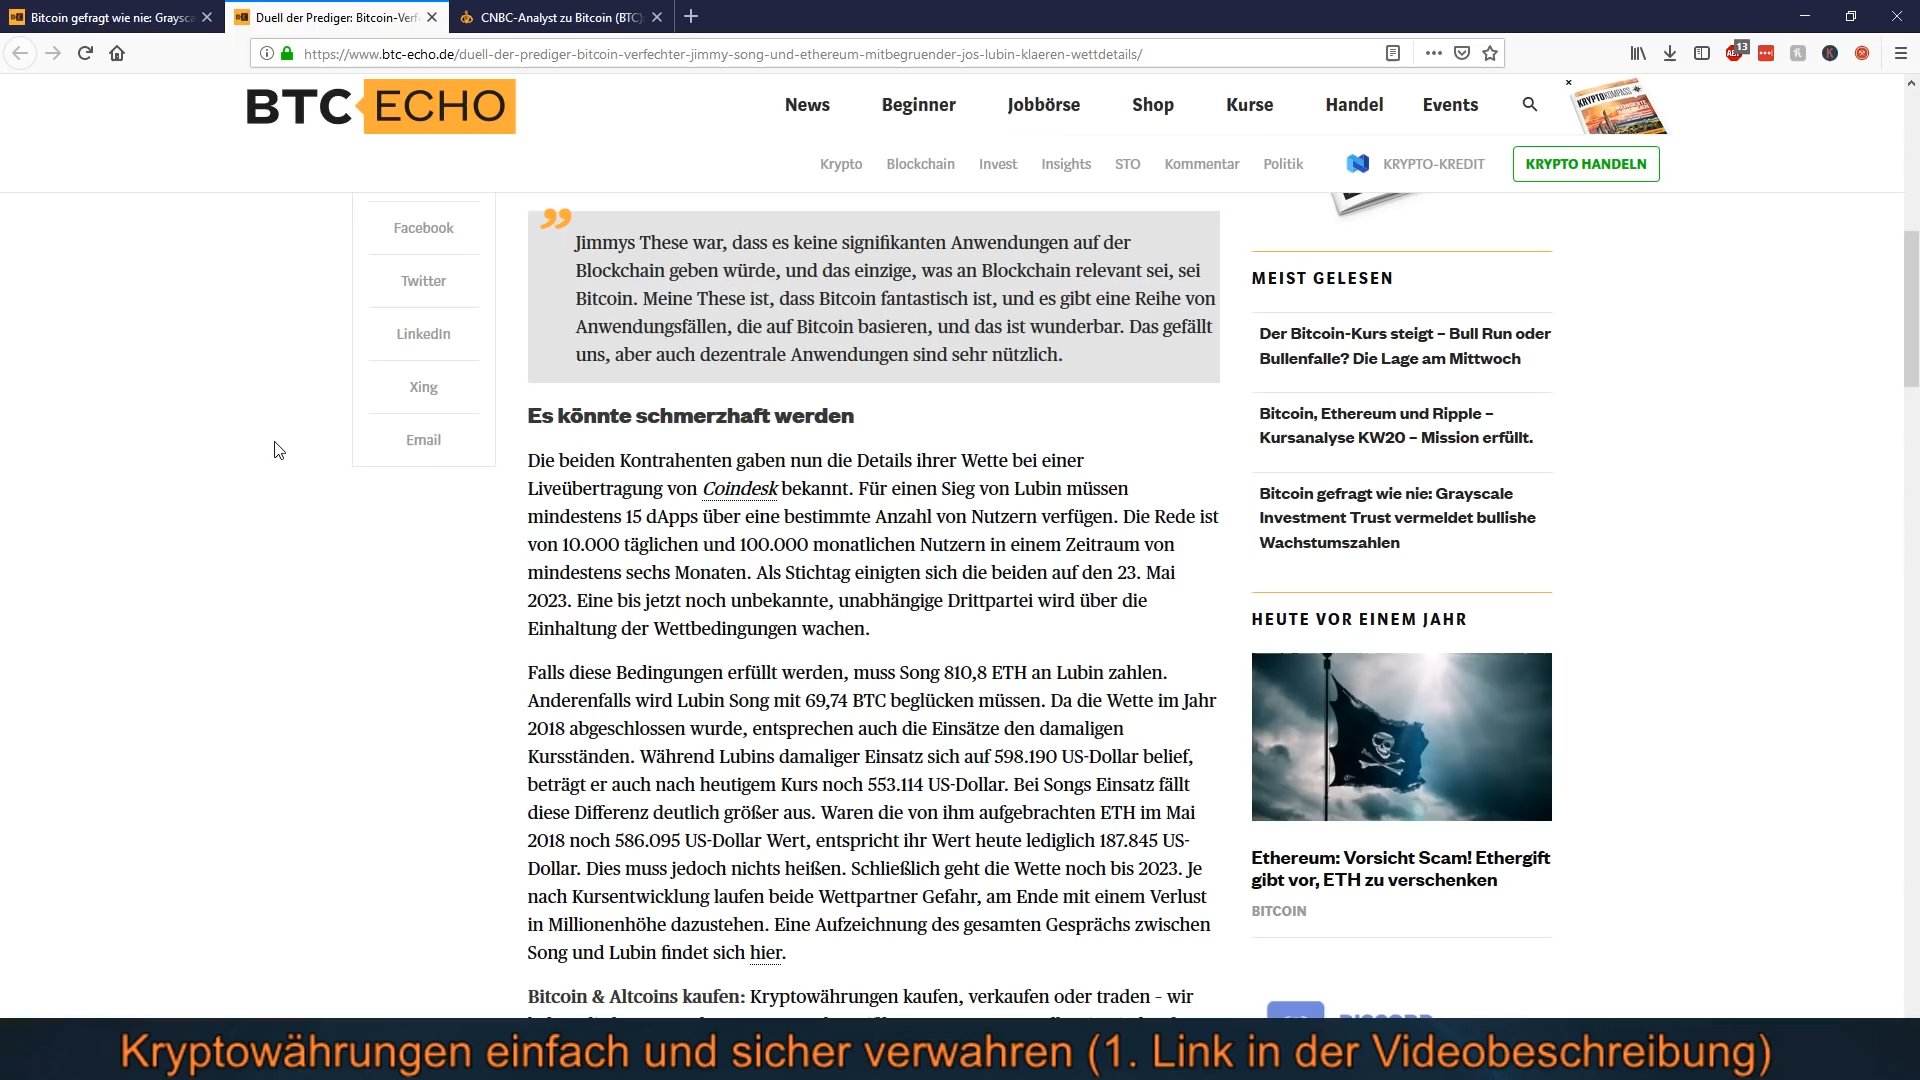 Bitcoin gefragt wie nie: Graysca
Duell der Prediger: Bitcoin-Verf
CNBC-Analyst zu Bitcoin (BTC)
https://www.btc-echo.de/duell-der-prediger-bitcoin-verfechter-jimmy-song-und-ethereum-mitbegruender-jos-lubin-klaeren-wettdetails/
13
BTC ECHO
News Beginner Jobbörse Shop Kurse Handel Events
KRYPTOKOMPASS
Krypto Blockchain Invest Insights STO Kommentar Politik KRYPTO-KREDIT KRYPTO HANDELN
Facebook
Twitter
LinkedIn
Xing
Email
Jimmys These war, dass es keine signifikanten Anwendungen auf der
Blockchain geben würde, und das einzige, was an Blockchain relevant sei, sei
Bitcoin. Meine These ist, dass Bitcoin fantastisch ist, und es gibt eine Reihe von
Anwendungsfällen, die auf Bitcoin basieren, und das ist wunderbar. Das gefällt
uns, aber auch dezentrale Anwendungen sind sehr nützlich.
Es könnte schmerzhaft werden
Die beiden Kontrahenten gaben nun die Details ihrer Wette bei einer
Liveübertragung von Coindesk bekannt. Für einen Sieg von Lubin müssen
mindestens 15 dApps über eine bestimmte Anzahl von Nutzern verfügen. Die Rede ist
von 10.000 täglichen und 100.000 monatlichen Nutzern in einem Zeitraum von
mindestens sechs Monaten. Als Stichtag einigten sich die beiden auf den 23. Mai
2023. Eine bis jetzt noch unbekannte, unabhängige Drittpartei wird über die
Einhaltung der Wettbedingungen wachen.
Falls diese Bedingungen erfüllt werden, muss Song 810,8 ETH an Lubin zahlen.
Anderenfalls wird Lubin Song mit 69,74 BTC beglücken müssen. Da die Wette im Jahr
2018 abgeschlossen wurde, entsprechen auch die Einsätze den damaligen
Kursständen. Während Lubins damaliger Einsatz sich auf 598.190 US-Dollar belief,
beträgt er auch nach heutigem Kurs noch 553.114 US-Dollar. Bei Songs Einsatz fällt
diese Differenz deutlich größer aus. Waren die von ihm aufgebrachten ETH im Mai
2018 noch 586.095 US-Dollar Wert, entspricht ihr Wert heute lediglich 187.845 US-
Dollar. Dies muss jedoch nichts heißen. Schließlich geht die Wette noch bis 2023. Je
nach Kursentwicklung laufen beide Wettpartner Gefahr, am Ende mit einem Verlust
in Millionenhöhe dazustehen. Eine Aufzeichnung des gesamten Gesprächs zwischen
Song und Lubin findet sich hier.
Bitcoin & Altcoins kaufen: Kryptowährungen kaufen, verkaufen oder traden – wir
MEIST GELESEN
Der Bitcoin-Kurs steigt – Bull Run oder
Bullenfalle? Die Lage am Mittwoch
Bitcoin, Ethereum und Ripple –
Kursanalyse KW20 – Mission erfüllt.
Bitcoin gefragt wie nie: Grayscale
Investment Trust vermeldet bullishe
Wachstumszahlen
HEUTE VOR EINEM JAHR
Ethereum: Vorsicht Scam! Ethergift
gibt vor, ETH zu verschenken
BITCOIN
Kryptowährungen einfach und sicher verwahren (1. Link in der Videobeschreibung)